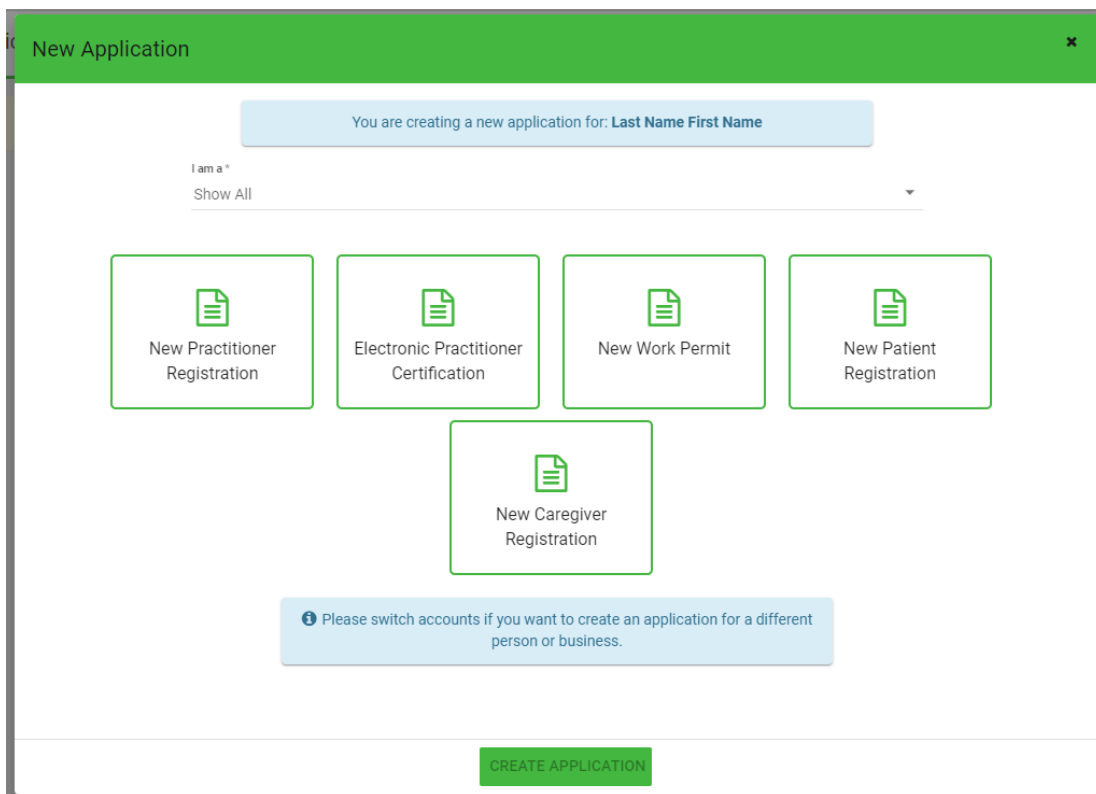 New Application
You are creating a new application for: Last Name First Name
I am a *
Show All
New Practitioner
Registration
Electronic Practitioner
Certification
New Work Permit
New Patient
Registration
New Caregiver
Registration
Please switch accounts if you want to create an application for a different
person or business.
CREATE APPLICATION